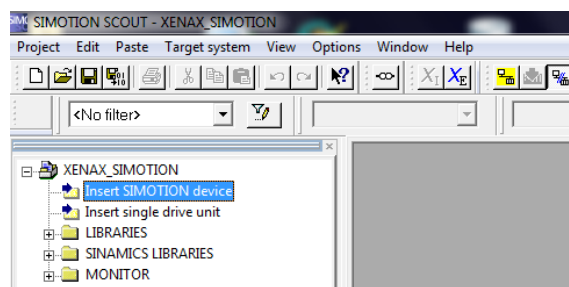 SIMOTION SCOUT - XENAX_SIMOTION
Project Edit Paste Target system View Options Window Help
<No filter>
XENAX_SIMOTION
Insert SIMOTION device
Insert single drive unit
LIBRARIES
SINAMICS LIBRARIES
MONITOR